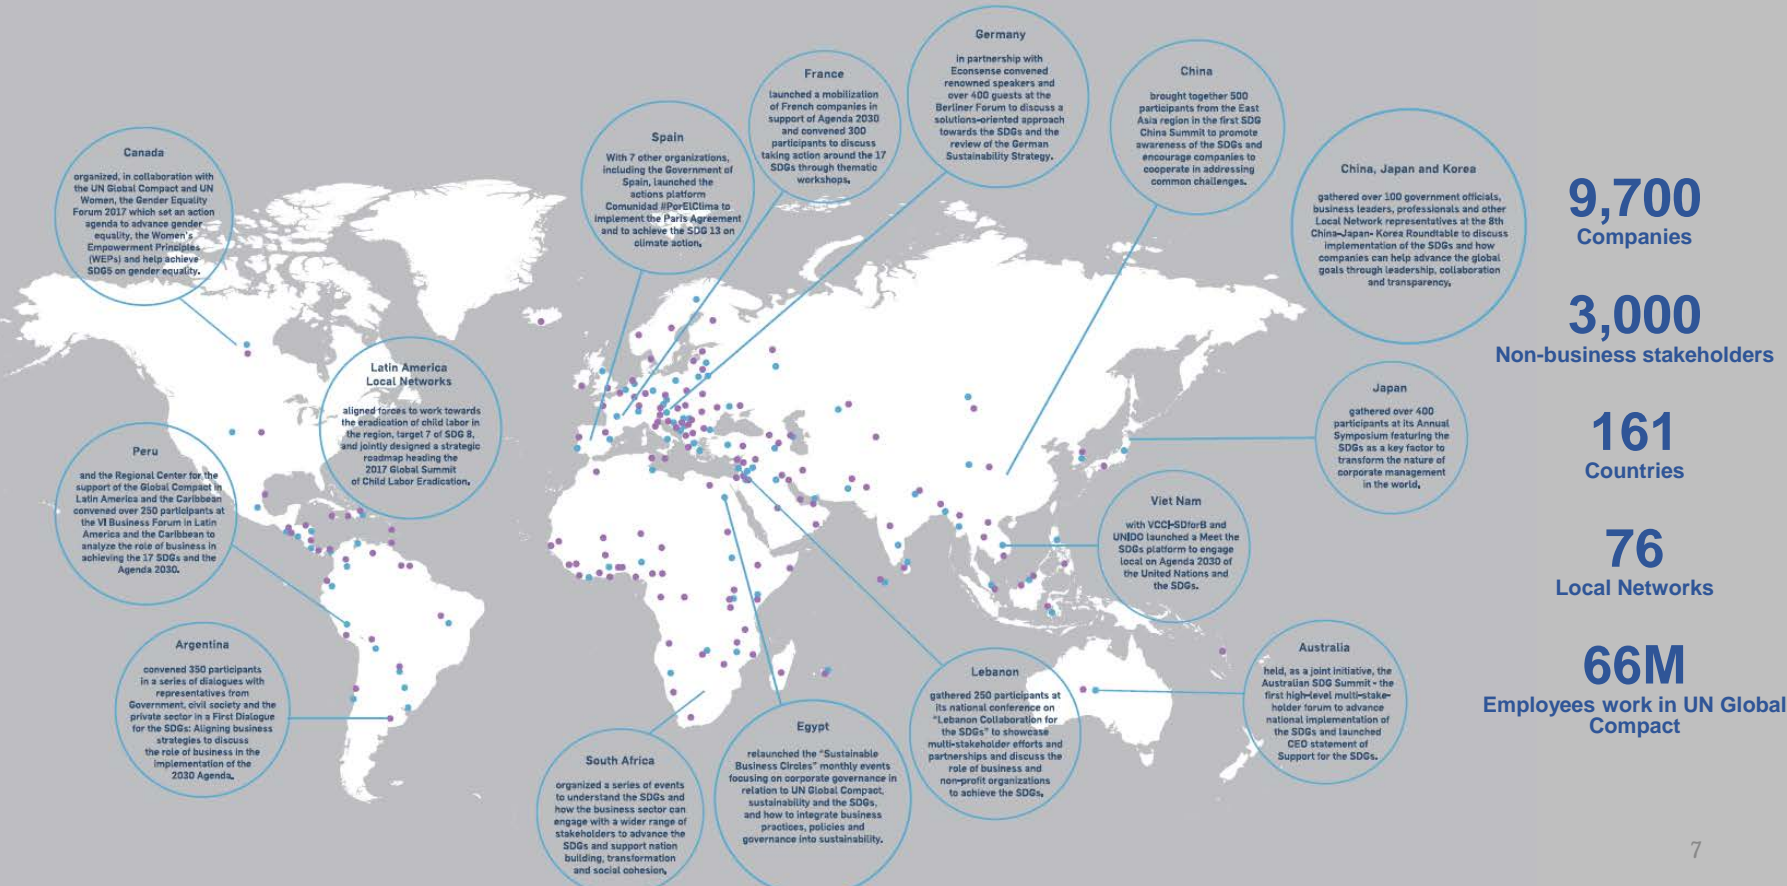 Canada
organized, in collaboration with
the UN Global Compact and UN
Women, the Gender Equality
Forum 2017 which set an action
agenda to advance gender
equality, the Women's
Empowerment Principles
(WEPs) and help achieve
SDG5 on gender equality.
Latin America
Local Networks
aligned forces to work towards
the eradication of child labor in
the region, target 7 of SDG 8,
and jointly designed a strategic
roadmap heading the
2017 Global Summit
of Child Labor Eradication.
Peru
and the Regional Center for the
support of the Global Compact in
Latin America and the Caribbean
convened over 250 participants at
the VI Business Forum in Latin
America and the Caribbean to
analyze the role of business in
achieving the 17 SDGs and the
Agenda 2030.
Argentina
convened 350 participants
in a series of dialogues with
representatives from
Government, civil society and the
private sector in a First Dialogue
for the SDGs: Aligning business
strategies to discuss
the role of business in the
implementation of the
2030 Agenda.
Spain
With 7 other organizations,
including the Government of
Spain, launched the
actions platform
Comunidad #PorElClima to
implement the Paris Agreement
and to achieve the SDG 13 on
climate action.
France
launched a mobilization
of French companies in
support of Agenda 2030
and convened 300
participants to discuss
taking action around the 17
SDGs through thematic
workshops.
Germany
in partnership with
Econsense convened
renowned speakers and
over 400 guests at the
Berliner Forum to discuss a
solutions-oriented approach
towards the SDGs and the
review of the German
Sustainability Strategy.
China
brought together 500
participants from the East
Asia region in the first SDG
China Summit to promote
awareness of the SDGs and
encourage companies to
cooperate in addressing
common challenges.
China, Japan and Korea
gathered over 100 government officials,
business leaders, professionals and other
Local Network representatives at the 8th
China-Japan- Korea Roundtable to discuss
implementation of the SDGs and how
companies can help advance the global
goals through leadership, collaboration
and transparency.
Japan
gathered over 400
participants at its Annual
Symposium featuring the
SDGs as a key factor to
transform the nature of
corporate management
in the world.
Viet Nam
with VCCI-SDforB and
UNIDO launched a Meet the
SDGs platform to engage
local on Agenda 2030 of
the United Nations and
the SDGs.
Australia
held, as a joint initiative, the
Australian SDG Summit - the
first high-level multi-stake-
holder forum to advance
national implementation of
the SDGs and launched
CEO statement of
Support for the SDGs.
Lebanon
gathered 250 participants at
its national conference on
"Lebanon Collaboration for
the SDGs" to showcase
multi-stakeholder efforts and
partnerships and discuss the
role of business and
non-profit organizations
to achieve the SDGs.
Egypt
relaunched the "Sustainable
Business Circles" monthly events
focusing on corporate governance in
relation to UN Global Compact,
sustainability and the SDGs,
and how to integrate business
practices, policies and
governance into sustainability.
South Africa
organized a series of events
to understand the SDGs and
how the business sector can
engage with a wider range of
stakeholders to advance the
SDGs and support nation
building, transformation
and social cohesion.
9,700
Companies
3,000
Non-business stakeholders
161
Countries
76
Local Networks
66M
Employees work in UN Global
Compact
7